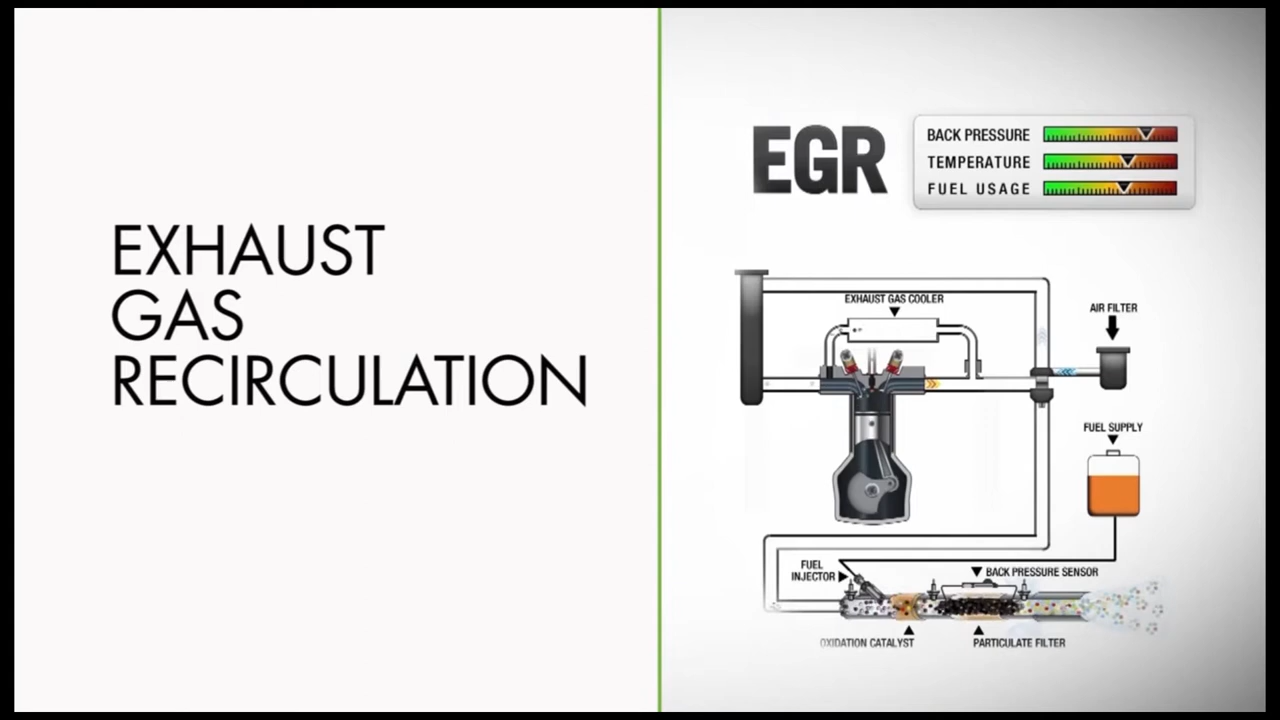 EXHAUST
GAS
RECIRCULATION
EGR
BACK PRESSURE
TEMPERATURE
FUEL USAGE
EXHAUST GAS COOLER
AIR FILTER
FUEL SUPPLY
FUEL
INJECTOR
BACK PRESSURE SENSOR
OXIDATION CATALYST
PARTICULATE FILTER